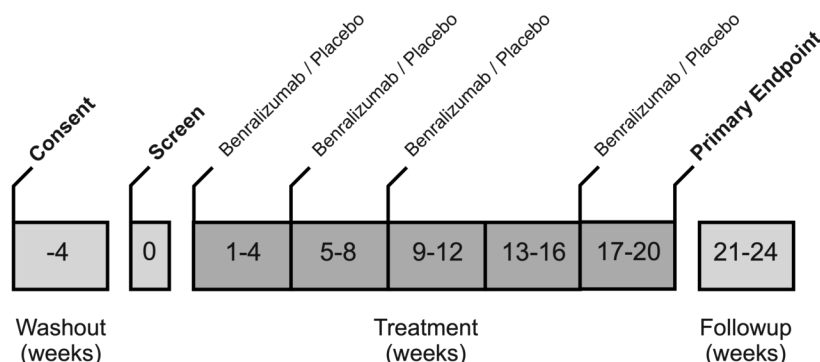 Consent
Screen
Benralizumab / Placebo
Benralizumab / Placebo
Benralizumab / Placebo
Benralizumab / Placebo
Primary Endpoint
-4
0
1-4
5-8
9-12
13-16
17-20
21-24
Washout
(weeks)
Treatment
(weeks)
Followup
(weeks)